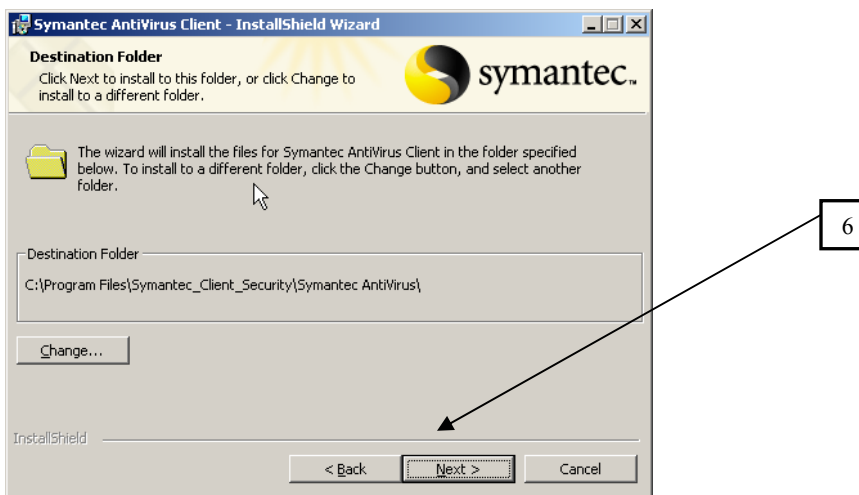 Symantec AntiVirus Client - InstallShield Wizard
Destination Folder
Click Next to install to this folder, or click Change to
install to a different folder.
symantec™
The wizard will install the files for Symantec AntiVirus Client in the folder specified
below. To install to a different folder, click the Change button, and select another
folder.
6
Destination Folder
C:\Program Files\Symantec_Client_Security\Symantec AntiVirus\
Change...
InstallShield
< Back
Next >
Cancel